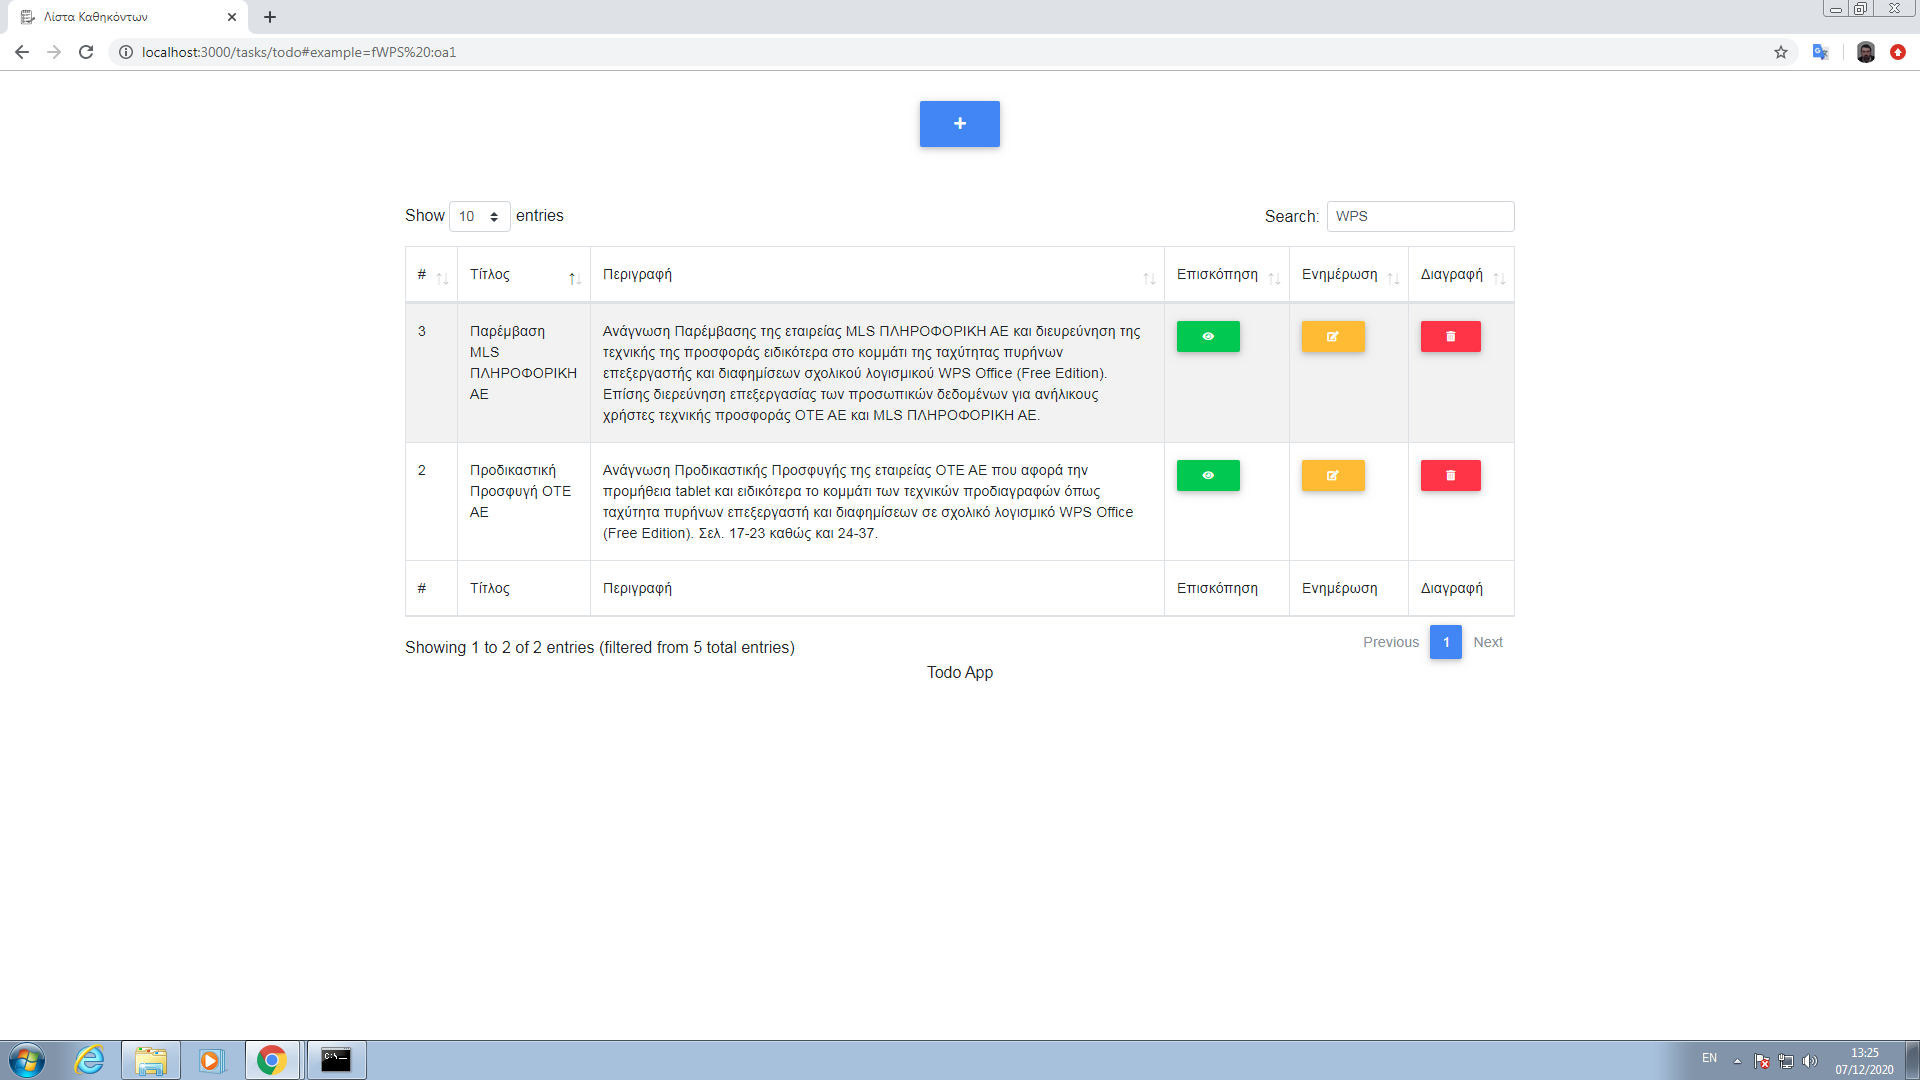 Λίστα Καθηκόντων
localhost:3000/tasks/todo#example=fWPS%20:oa1
+
Show 10 entries
Search: WPS
# Τίτλος Περιγραφή Επισκόπηση Ενημέρωση Διαγραφή
3 Παρέμβαση Ανάγνωση Παρέμβασης της εταιρείας MLS ΠΛΗΡΟΦΟΡΙΚΗ ΑΕ και διευρεύνηση της
MLS τεχνικής της προσφοράς ειδικότερα στο κομμάτι της ταχύτητας πυρήνων
ΠΛΗΡΟΦΟΡΙΚΗ επεξεργαστής και διαφημίσεων σχολικού λογισμικού WPS Office (Free Edition).
ΑΕ Επίσης διερεύνηση επεξεργασίας των προσωπικών δεδομένων για ανήλικους
χρήστες τεχνικής προσφοράς ΟΤΕ ΑΕ και MLS ΠΛΗΡΟΦΟΡΙΚΗ ΑΕ.
2 Προδικαστική Ανάγνωση Προδικαστικής Προσφυγής της εταιρείας ΟΤΕ ΑΕ που αφορά την
Προσφυγή ΟΤΕ προμήθεια tablet και ειδικότερα το κομμάτι των τεχνικών προδιαγραφών όπως
ΑΕ ταχύτητα πυρήνων επεξεργαστή και διαφημίσεων σε σχολικό λογισμικό WPS Office
(Free Edition). Σελ. 17-23 καθώς και 24-37.
# Τίτλος Περιγραφή Επισκόπηση Ενημέρωση Διαγραφή
Showing 1 to 2 of 2 entries (filtered from 5 total entries)
Previous 1 Next
Todo App
EN
13:25
07/12/2020